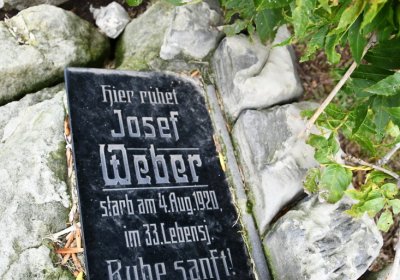 Hier ruhet
Josef
Weber
starb am 4.Aug.1920,
im 33.Lebensj.
Ruhe sanft!